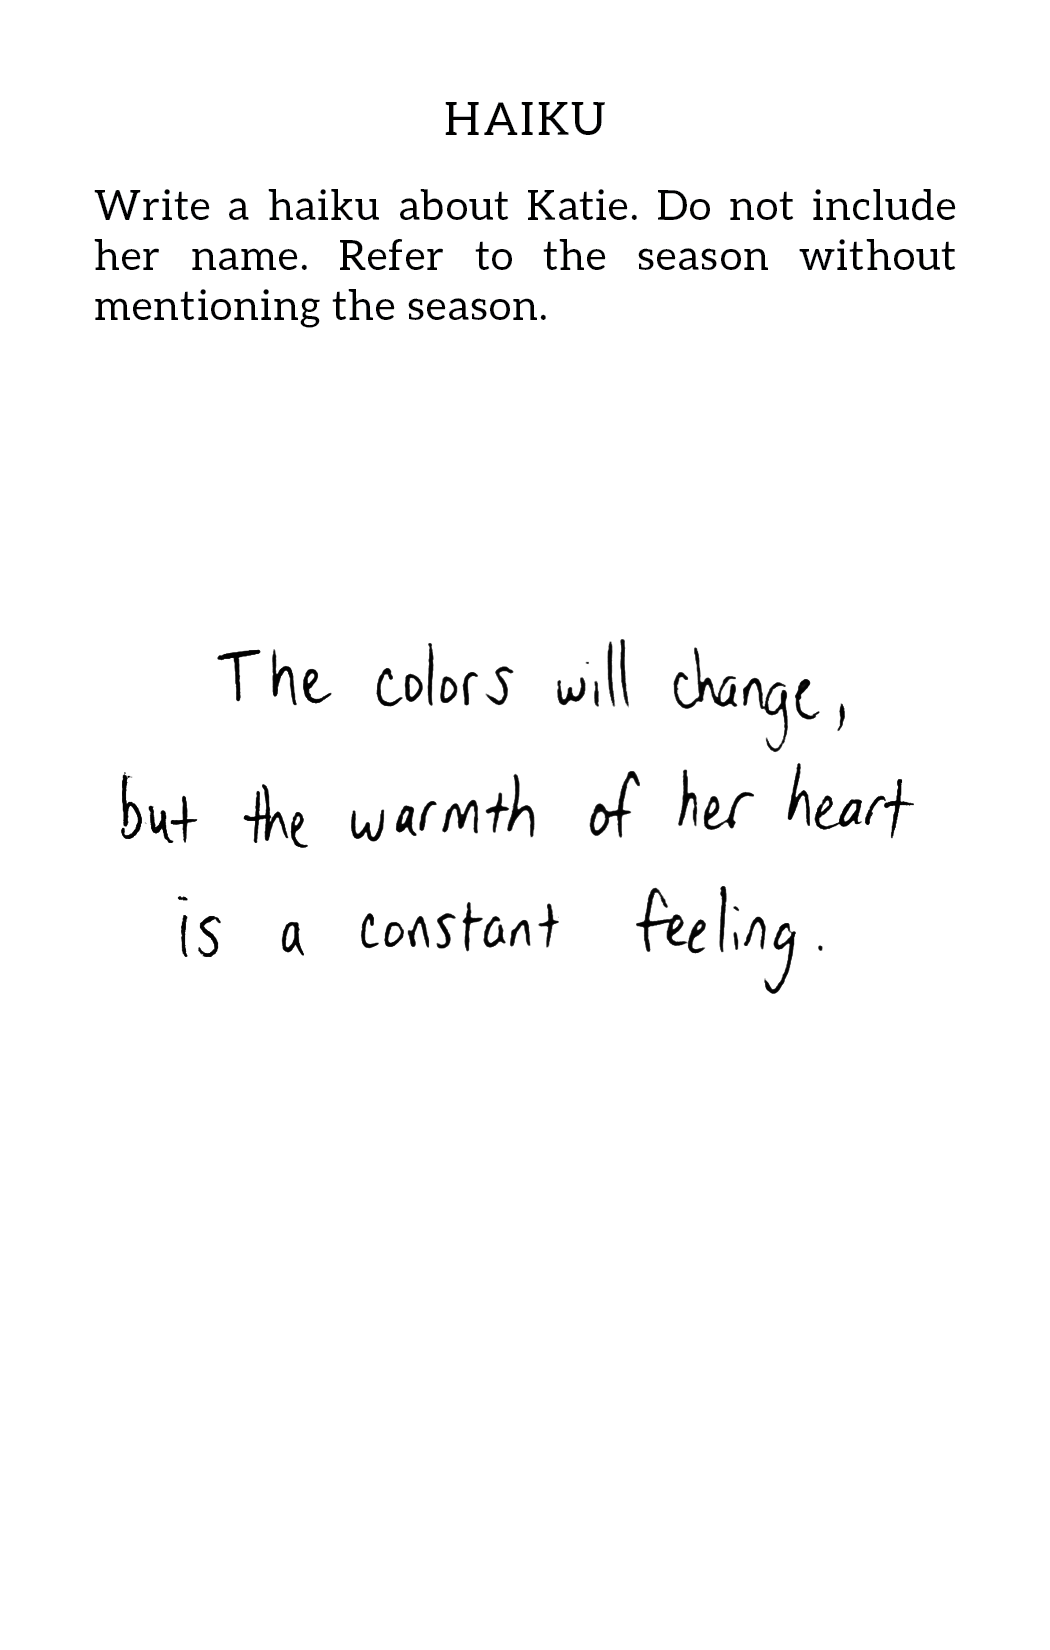 HAIKU
Write a haiku about Katie. Do not include
her name. Refer to the season without
mentioning the season.
The colors will change,
but the warmth of her heart
is a constant feeling.